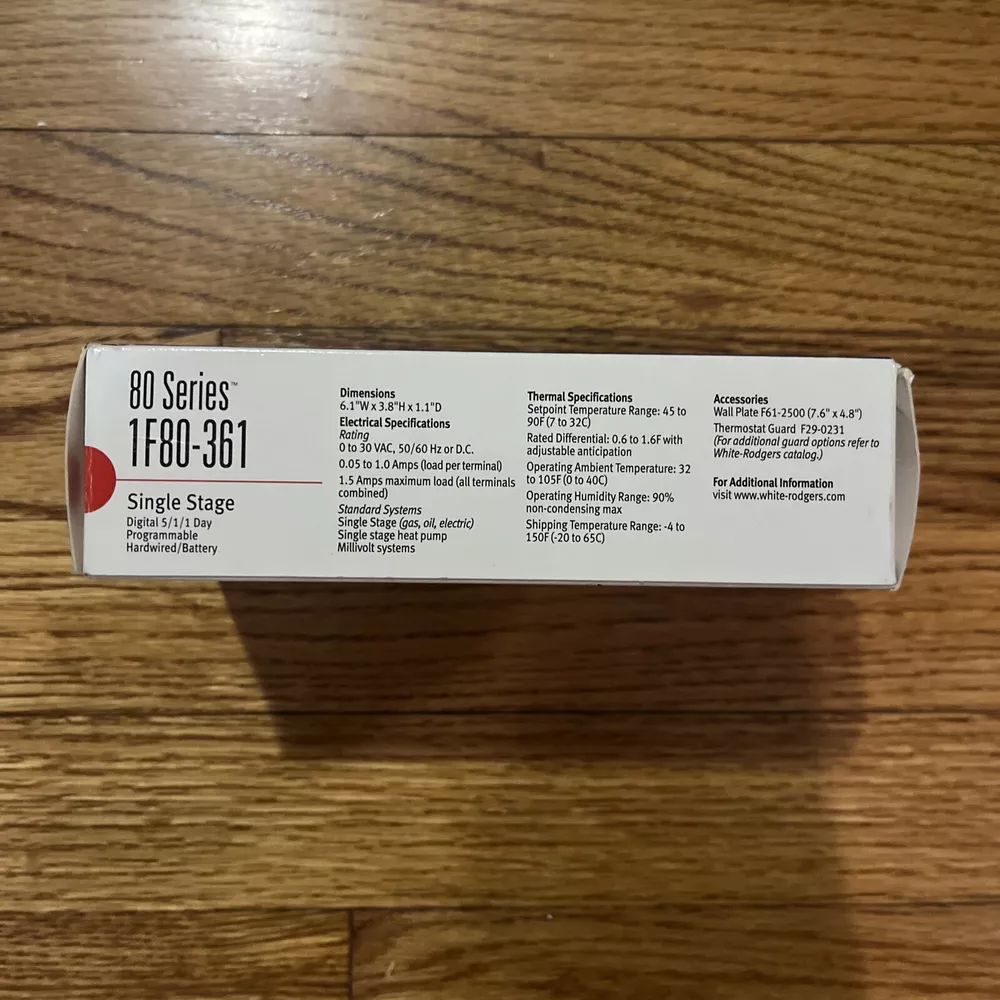 80 Series™
1F80-361
Single Stage
Digital 5/1/1 Day
Programmable
Hardwired/Battery
Dimensions
6.1"W x 3.8"H x 1.1"D
Electrical Specifications
Rating
0 to 30 VAC, 50/60 Hz or D.C.
0.05 to 1.0 Amps (load per terminal)
1.5 Amps maximum load (all terminals
combined)
Standard Systems
Single Stage (gas, oil, electric)
Single stage heat pump
Millivolt systems
Thermal Specifications
Setpoint Temperature Range: 45 to
90F (7 to 32C)
Rated Differential: 0.6 to 1.6F with
adjustable anticipation
Operating Ambient Temperature: 32
to 105F (0 to 40C)
Operating Humidity Range: 90%
non-condensing max
Shipping Temperature Range: -4 to
150F (-20 to 65C)
Accessories
Wall Plate F61-2500 (7.6" x 4.8")
Thermostat Guard F29-0231
(For additional guard options refer to
White-Rodgers catalog.)
For Additional Information
visit www.white-rodgers.com